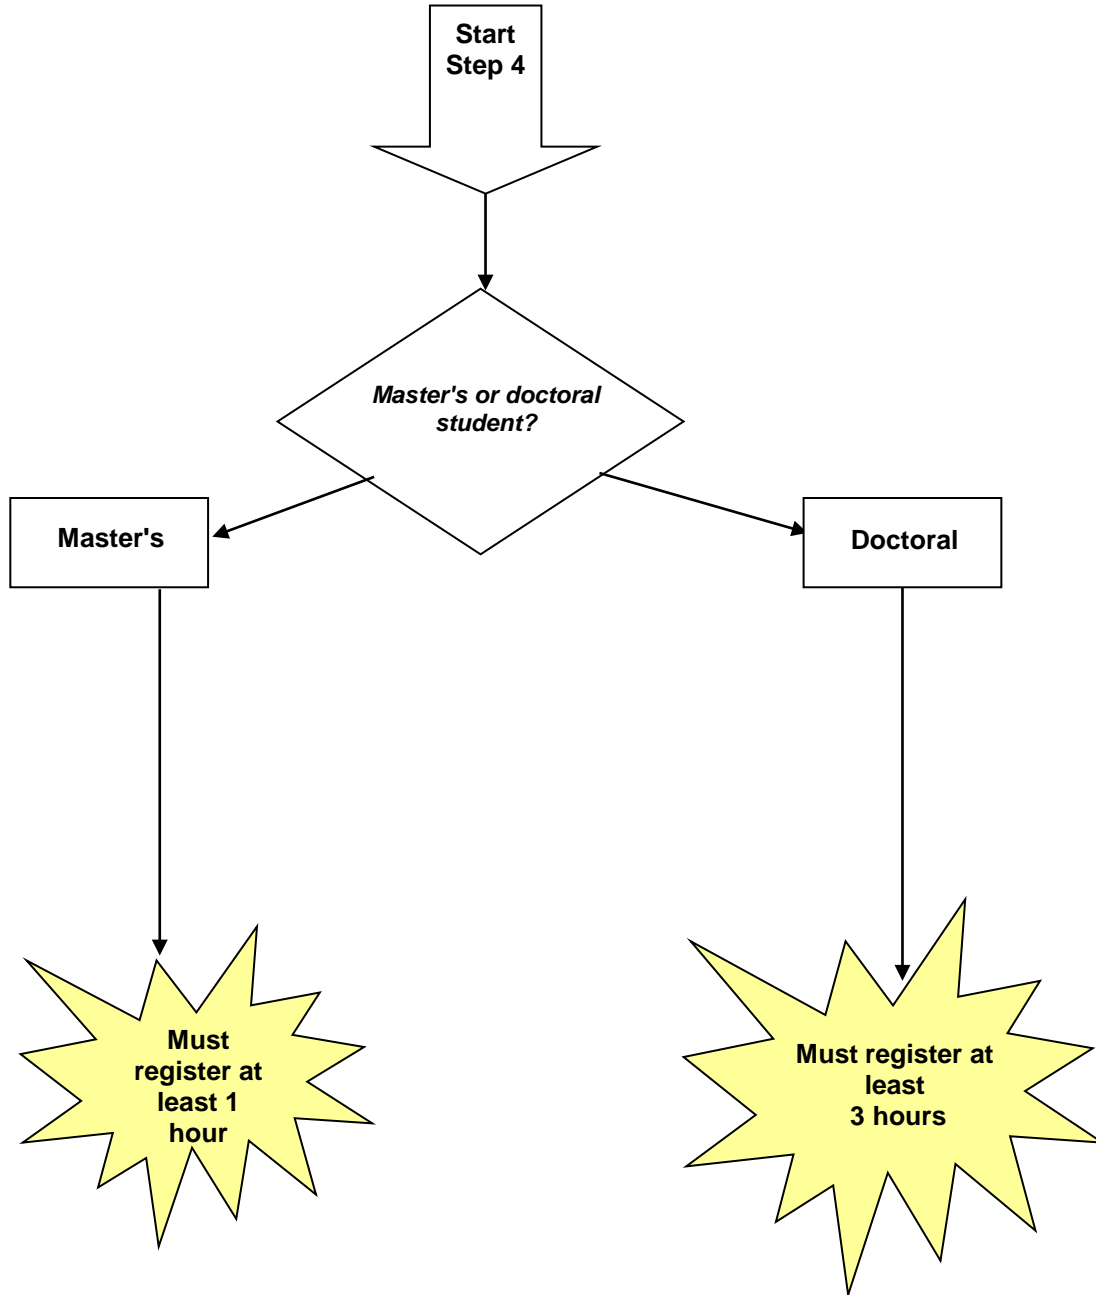 Start
Step 4
Master's or doctoral
student?
Master's
Doctoral
Must
register at
least 1
hour
Must register at
least
3 hours